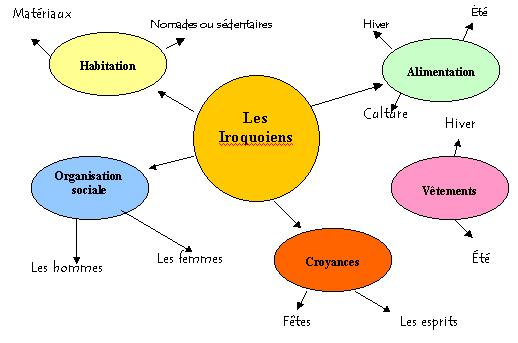 Matériaux
Nomades ou sédentaires
Hiver
Été
Habitation
Alimentation
Les
Iroquoiens
Culture
Hiver
Organisation
sociale
Vêtements
Les hommes
Les femmes
Croyances
Été
Fêtes
Les esprits